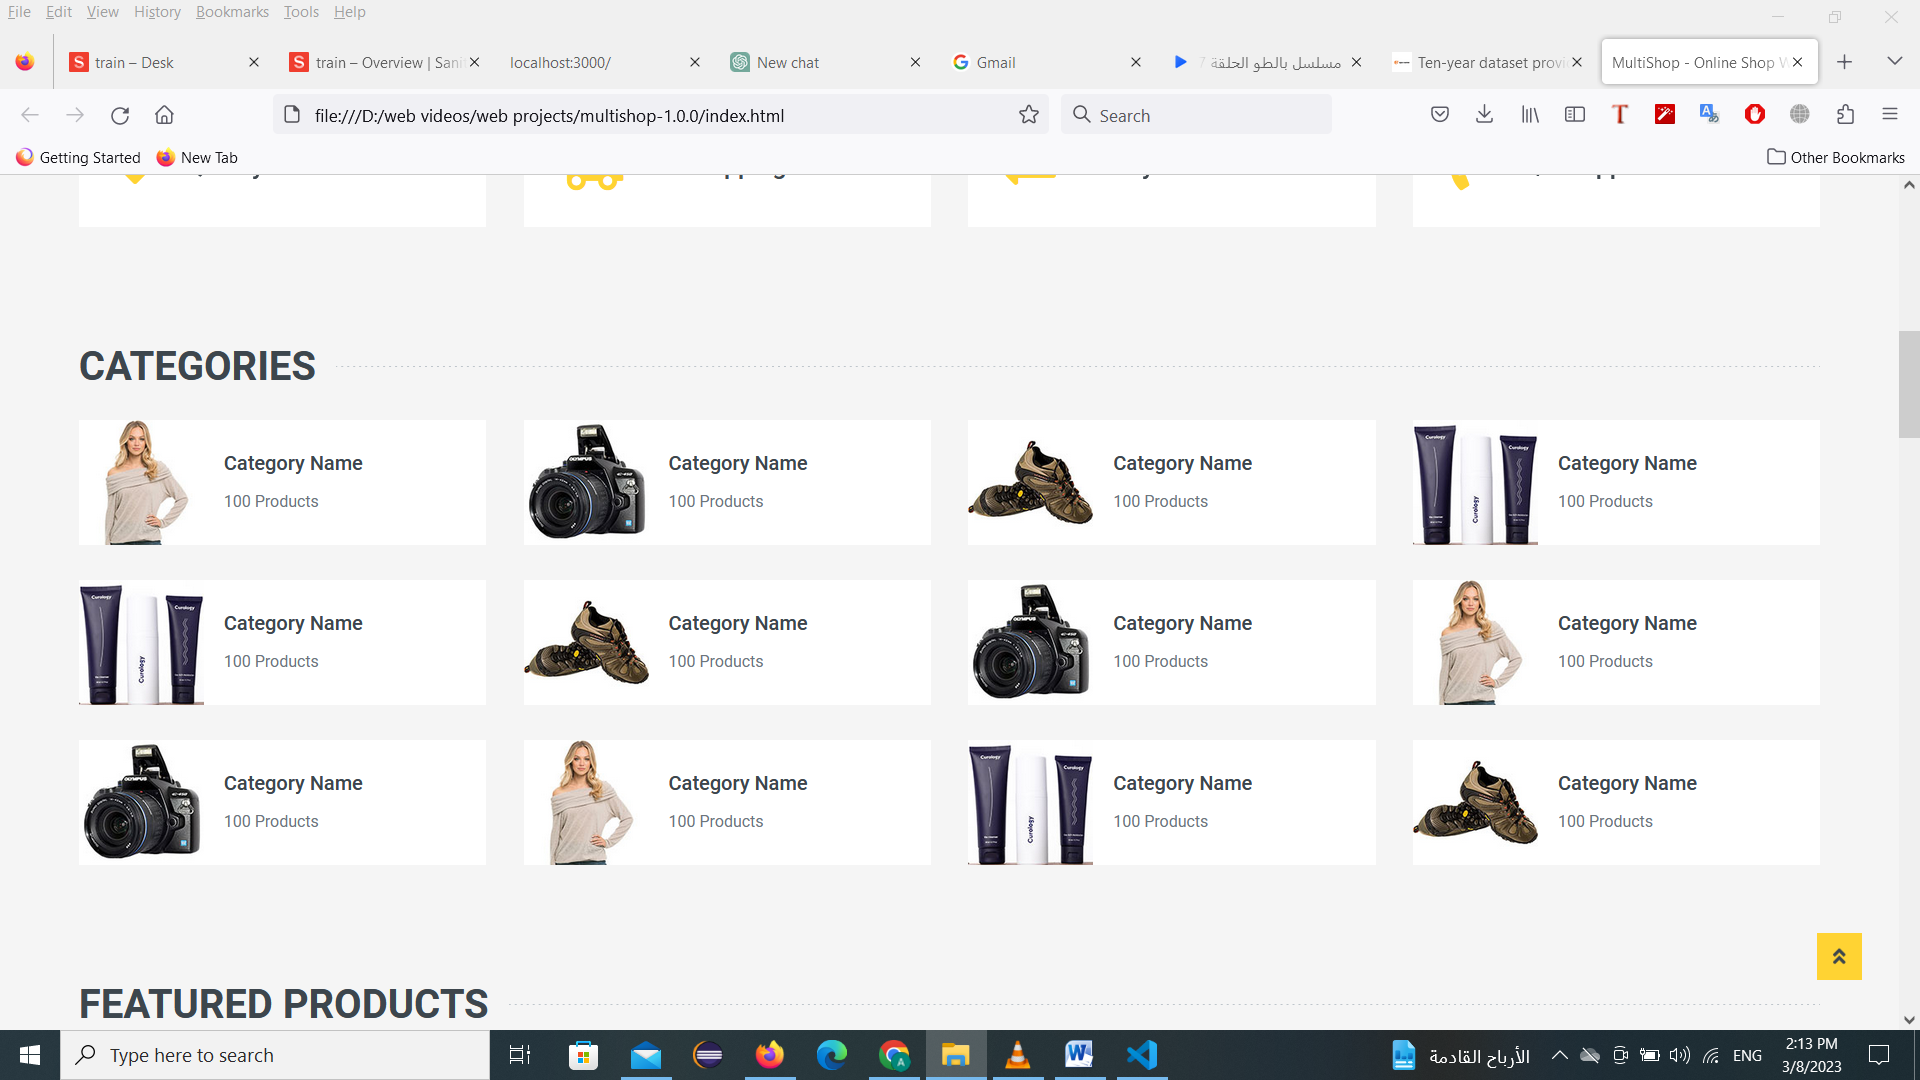 File Edit View History Bookmarks Tools Help
train – Desk
train – Overview | Sani
localhost:3000/
New chat
Gmail
مسلسل بالطو الحلقة 7
Ten-year dataset provi
MultiShop - Online Shop W
file:///D:/web videos/web projects/multishop-1.0.0/index.html
Search
Getting Started
New Tab
Other Bookmarks
CATEGORIES
Category Name
100 Products
Category Name
100 Products
Category Name
100 Products
Category Name
100 Products
Category Name
100 Products
Category Name
100 Products
Category Name
100 Products
Category Name
100 Products
Category Name
100 Products
Category Name
100 Products
Category Name
100 Products
Category Name
100 Products
Curology
Curology
Curology
OLYMPUS
FEATURED PRODUCTS
Type here to search
الأرباح القادمة
ENG
2:13 PM
3/8/2023